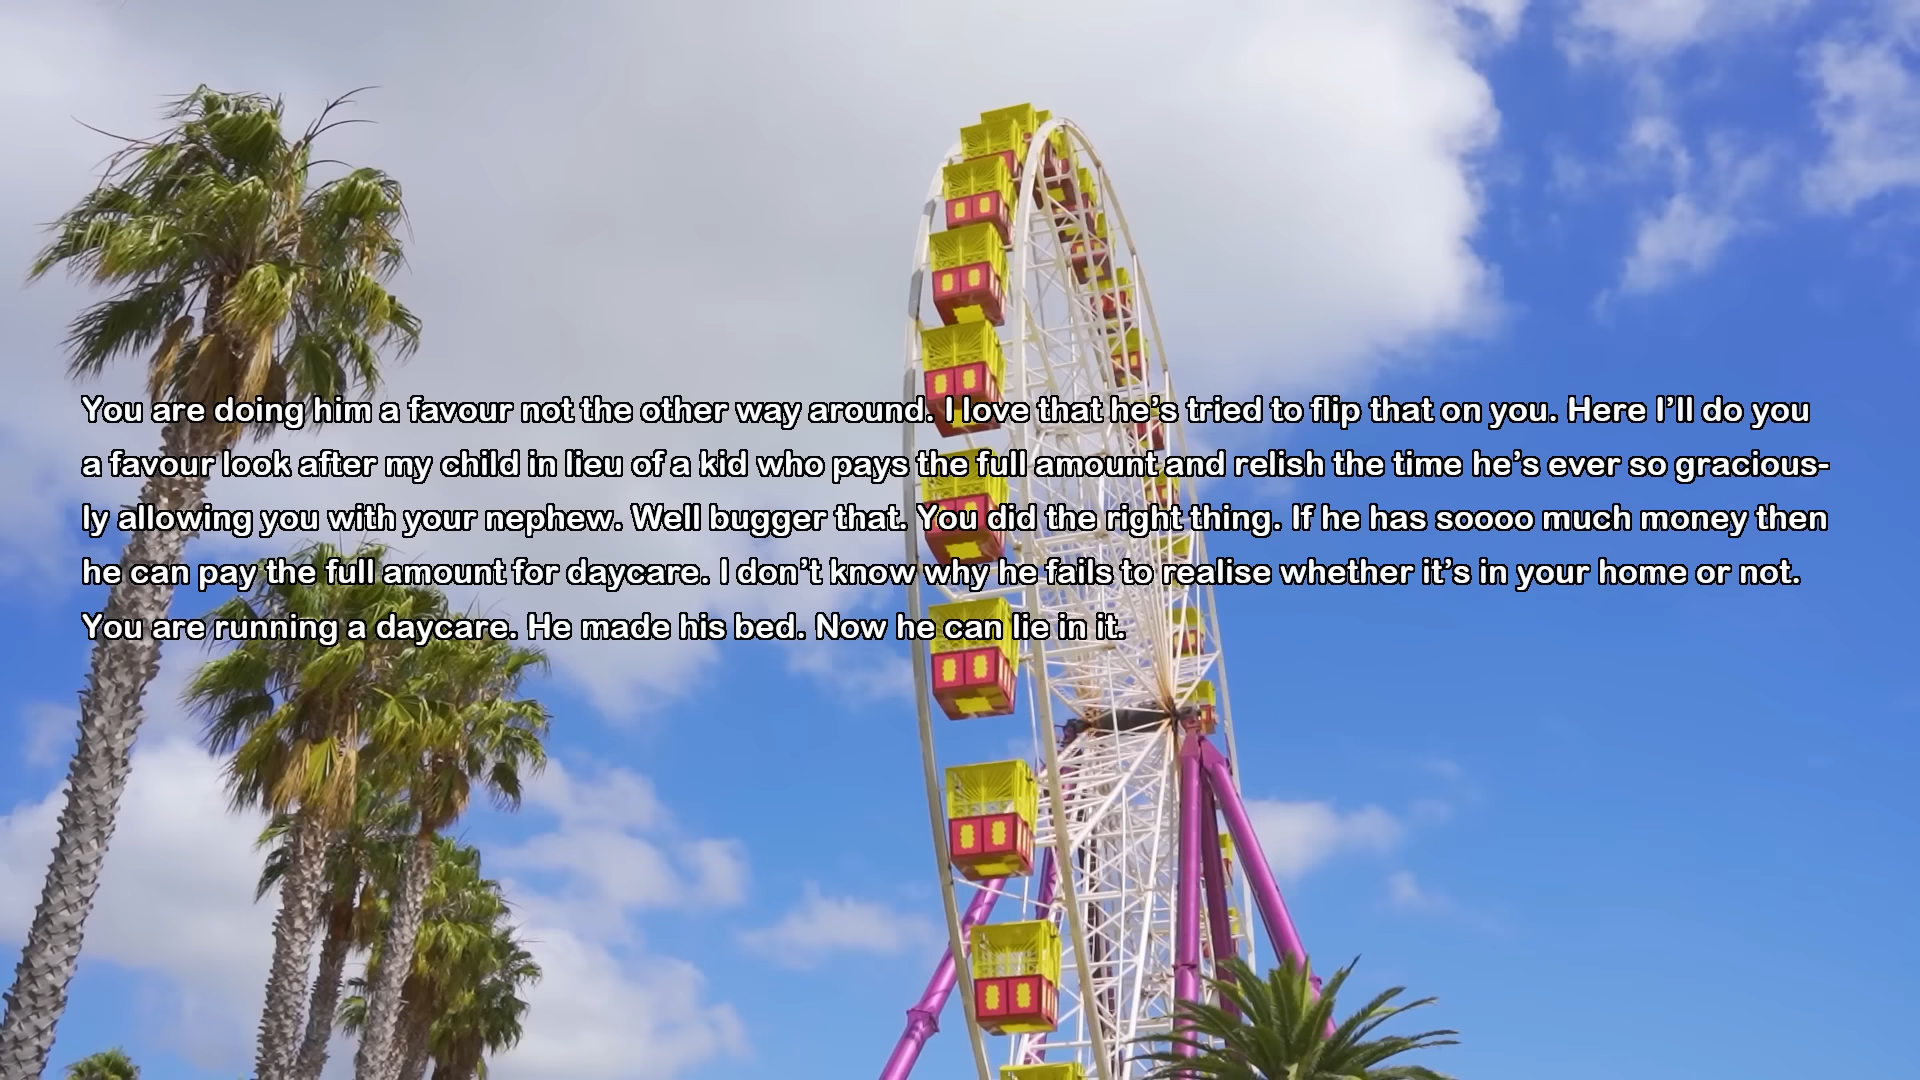 You are doing him a favour not the other way around. I love that he's tried to flip that on you. Here I'll do you
a favour look after my child in lieu of a kid who pays the full amount and relish the time he's ever so gracious-
ly allowing you with your nephew. Well bugger that. You did the right thing. If he has soooo much money then
he can pay the full amount for daycare. I don't know why he fails to realise whether it's in your home or not.
You are running a daycare. He made his bed. Now he can lie in it.